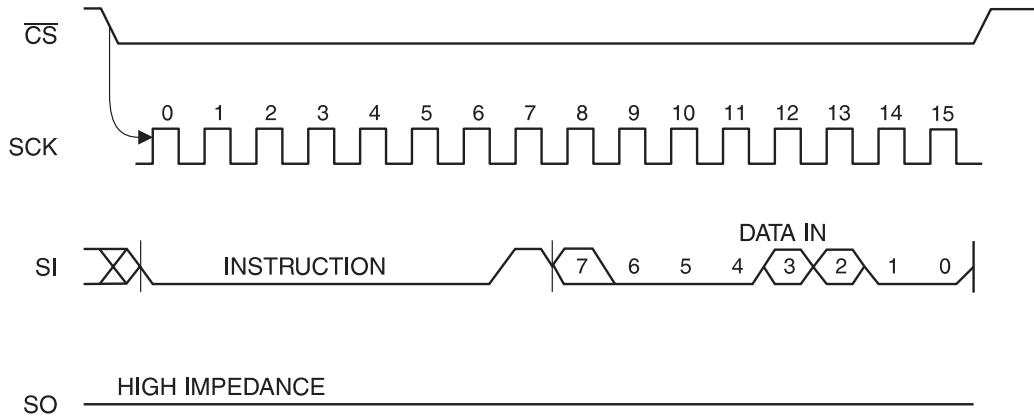 CS
SCK
0 1 2 3 4 5 6 7 8 9 10 11 12 13 14 15
DATA IN
SI
INSTRUCTION
7 6 5 4 3 2 1 0
HIGH IMPEDANCE
SO